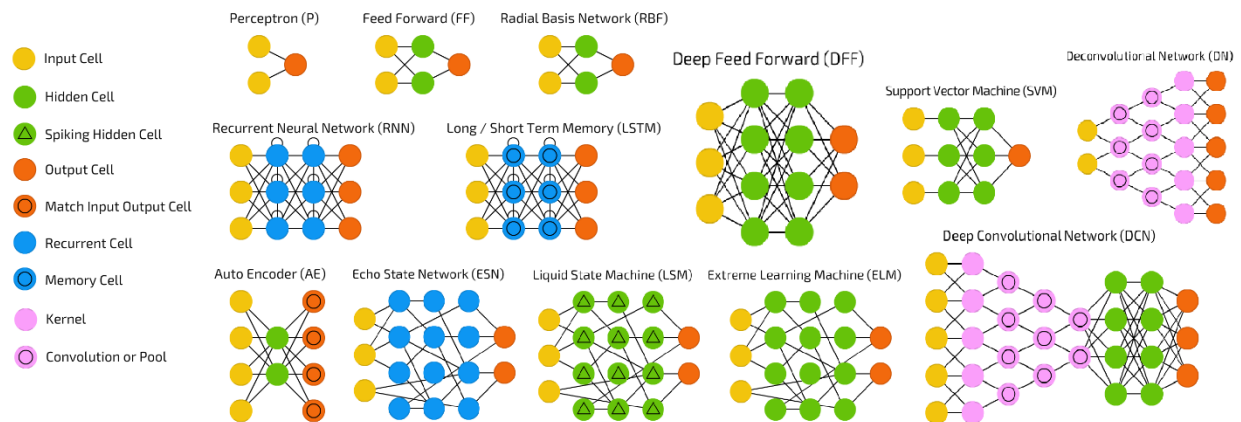 Perceptron (P)
Feed Forward (FF)
Radial Basis Network (RBF)
Deep Feed Forward (DFF)
Deconvolutional Network (DN)
Support Vector Machine (SVM)
Input Cell
Hidden Cell
Spiking Hidden Cell
Output Cell
Match Input Output Cell
Recurrent Cell
Memory Cell
Kernel
Convolution or Pool
Recurrent Neural Network (RNN)
Long / Short Term Memory (LSTM)
Deep Convolutional Network (DCN)
Auto Encoder (AE)
Echo State Network (ESN)
Liquid State Machine (LSM)
Extreme Learning Machine (ELM)